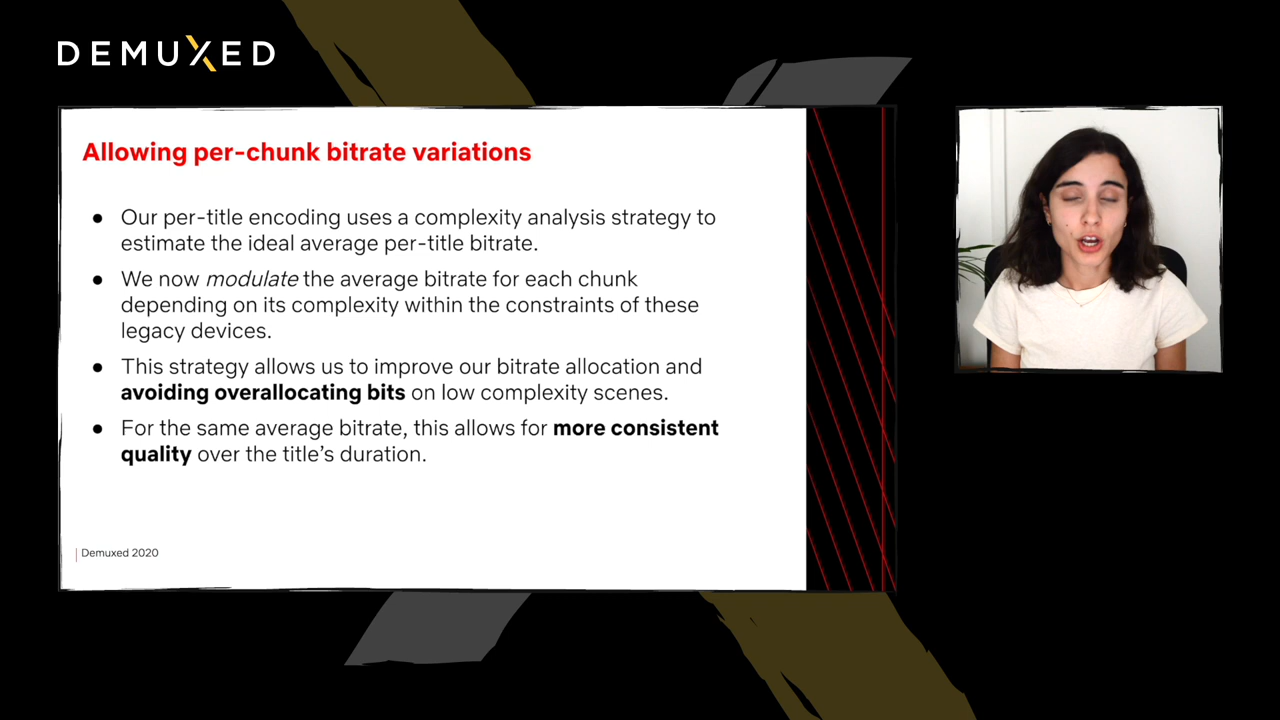 DEMUXED
Allowing per-chunk bitrate variations
● Our per-title encoding uses a complexity analysis strategy to
estimate the ideal average per-title bitrate.
● We now modulate the average bitrate for each chunk
depending on its complexity within the constraints of these
legacy devices.
● This strategy allows us to improve our bitrate allocation and
avoiding overallocating bits on low complexity scenes.
● For the same average bitrate, this allows for more consistent
quality over the title’s duration.
Demuxed 2020